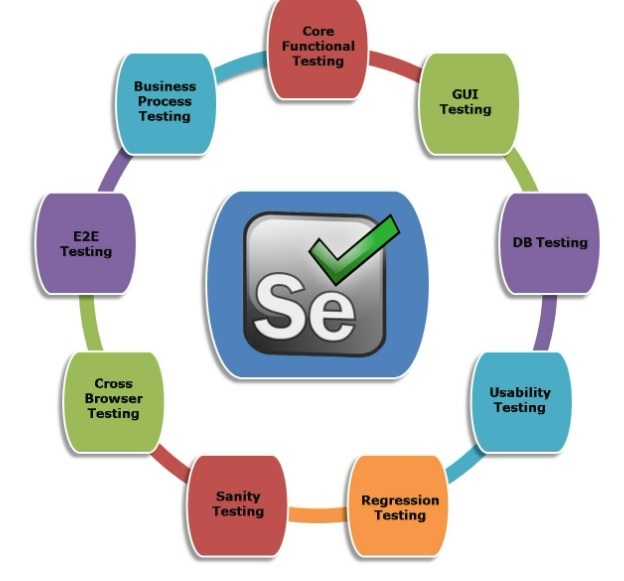 Core
Functional
Testing
GUI
Testing
DB Testing
Usability
Testing
Regression
Testing
Sanity
Testing
Cross
Browser
Testing
E2E
Testing
Business
Process
Testing
Se